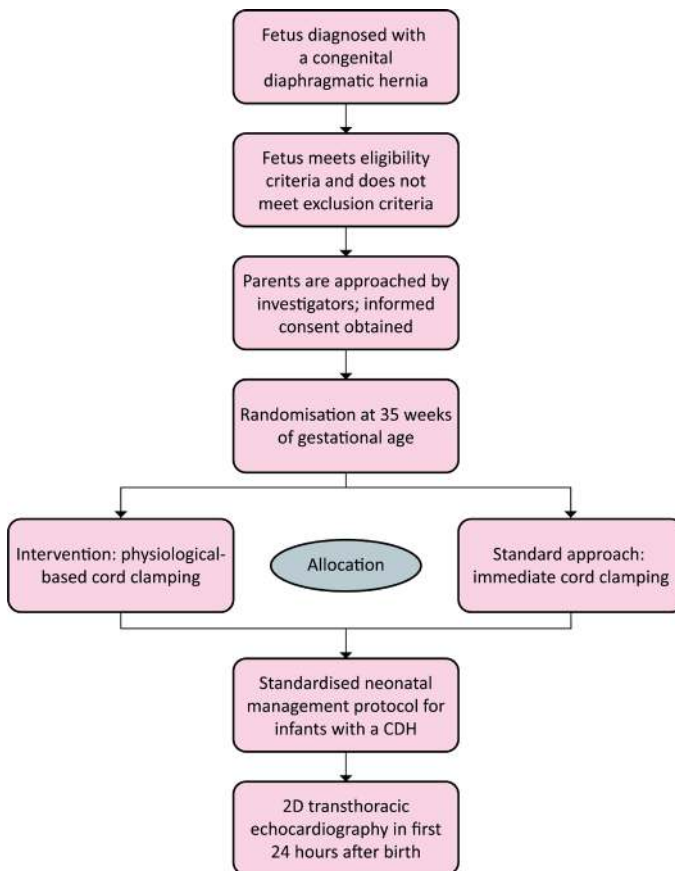 Fetus diagnosed with
a congenital
diaphragmatic hernia
Fetus meets eligibility
criteria and does not
meet exclusion criteria
Parents are approached by
investigators; informed
consent obtained
Randomisation at 35 weeks
of gestational age
Intervention: physiological-
based cord clamping
Allocation
Standard approach:
immediate cord clamping
Standardised neonatal
management protocol for
infants with a CDH
2D transthoracic
echocardiography in first
24 hours after birth